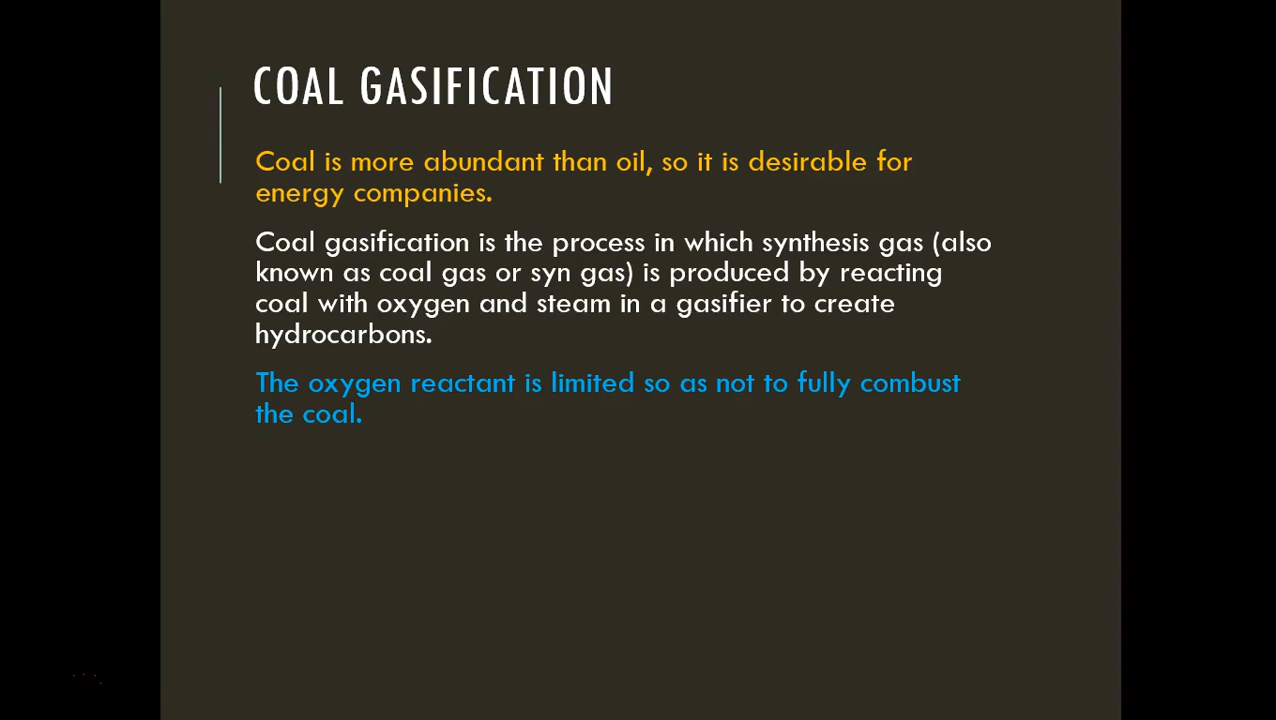 COAL GASIFICATION
Coal is more abundant than oil, so it is desirable for
energy companies.
Coal gasification is the process in which synthesis gas (also
known as coal gas or syn gas) is produced by reacting
coal with oxygen and steam in a gasifier to create
hydrocarbons.
The oxygen reactant is limited so as not to fully combust
the coal.